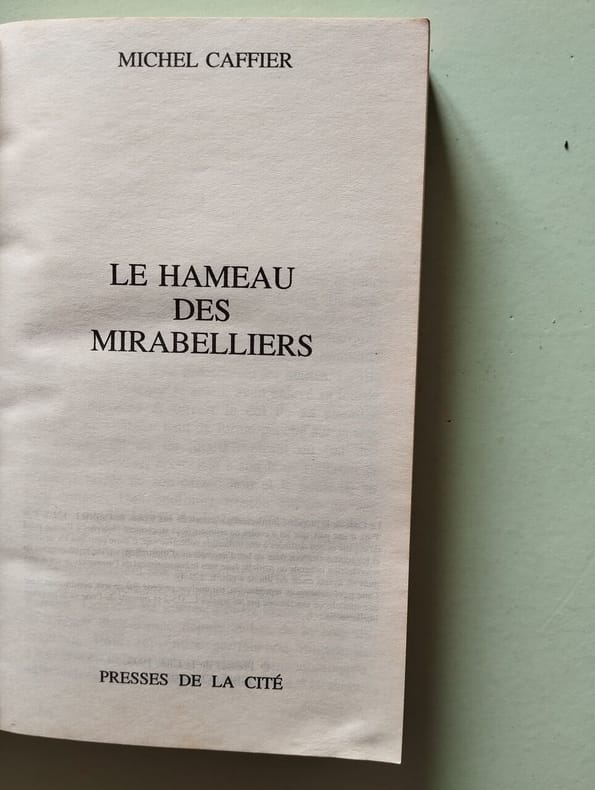 MICHEL CAFFIER
LE HAMEAU
DES
MIRABELLIERS
PRESSES DE LA CITÉ